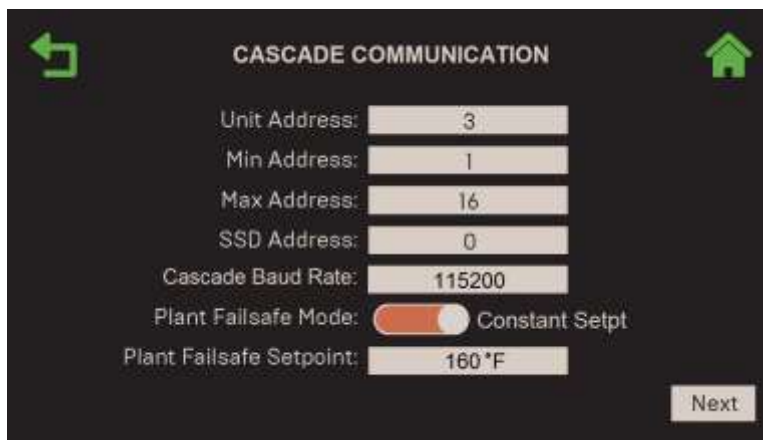 CASCADE COMMUNICATION
Unit Address: 3
Min Address: 1
Max Address: 16
SSD Address: 0
Cascade Baud Rate: 115200
Plant Failsafe Mode: Constant Setpt
Plant Failsafe Setpoint: 160°F
Next